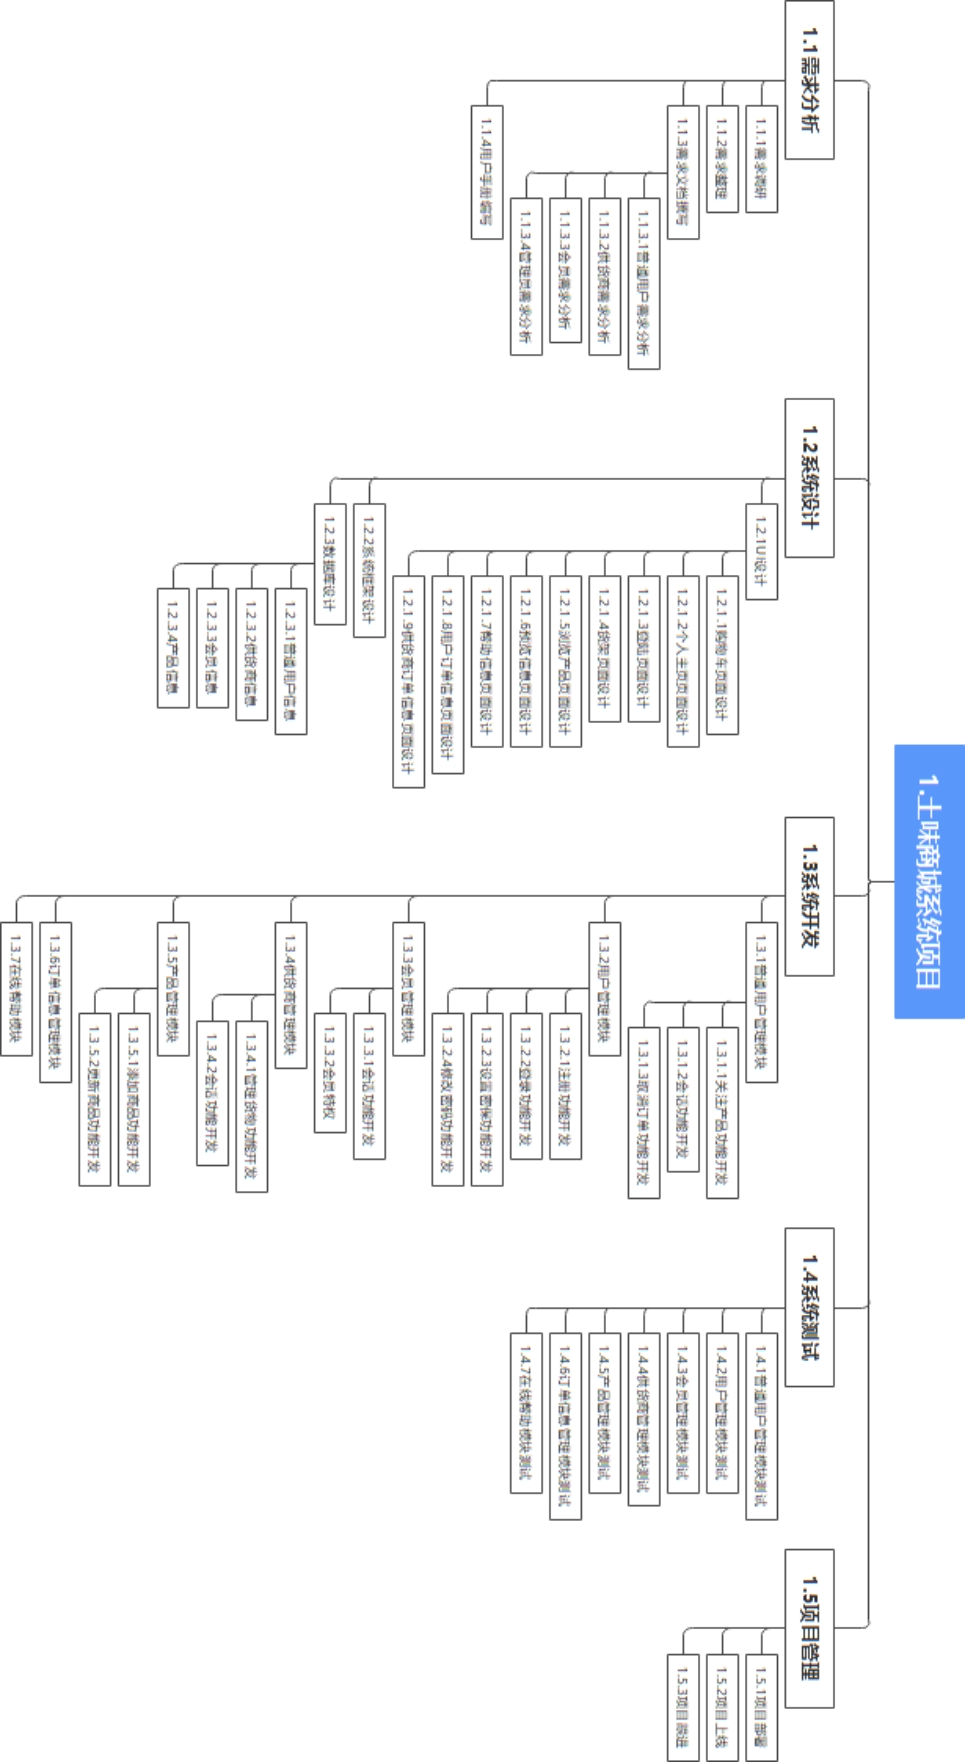 1.土味商城系统项目
1.1需求分析
1.1.1需求调研
1.1.2需求整理
1.1.3需求文档撰写
1.1.3.1普通用户需求分析
1.1.3.2供货商需求分析
1.1.3.3会员需求分析
1.1.3.4管理员需求分析
1.1.4用户手册编写
1.2系统设计
1.2.1UI设计
1.2.1.1购物车页面设计
1.2.1.2个人主页页面设计
1.2.1.3登陆页面设计
1.2.1.4货架页面设计
1.2.1.5浏览产品页面设计
1.2.1.6预览信息页面设计
1.2.1.7帮助信息页面设计
1.2.1.8用户订单信息页面设计
1.2.1.9供货商订单信息页面设计
1.2.2系统框架设计
1.2.3数据库设计
1.2.3.1普通用户信息
1.2.3.2供货商信息
1.2.3.3会员信息
1.2.3.4产品信息
1.3系统开发
1.3.1普通用户管理模块
1.3.1.1关注产品功能开发
1.3.1.2会话功能开发
1.3.1.3取消订单功能开发
1.3.2用户管理模块
1.3.2.1注册功能开发
1.3.2.2登录功能开发
1.3.2.3设置密保功能开发
1.3.2.4修改密码功能开发
1.3.3会员管理模块
1.3.3.1会话功能开发
1.3.3.2会员特权
1.3.4供货商管理模块
1.3.4.1管理货物功能开发
1.3.4.2会话功能开发
1.3.5产品管理模块
1.3.5.1添加商品功能开发
1.3.5.2更新商品功能开发
1.3.6订单信息管理模块
1.3.7在线帮助模块
1.4系统测试
1.4.1普通用户管理模块测试
1.4.2用户管理模块测试
1.4.3会员管理模块测试
1.4.4供货商管理模块测试
1.4.5产品管理模块测试
1.4.6订单信息管理模块测试
1.4.7在线帮助模块测试
1.5项目管理
1.5.1项目部署
1.5.2项目上线
1.5.3项目跟进